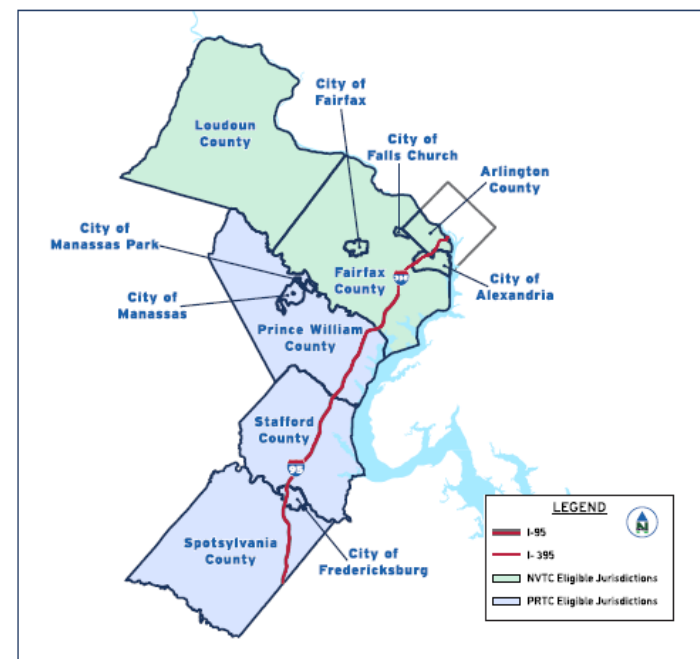 City of
Fairfax
Loudoun
County
City of
Falls Church
Arlington
County
City of
Manassas Park
Fairfax
County
City of
Alexandria
City of
Manassas
Prince William
County
Stafford
County
95
Spotsylvania
County
City of
Fredericksburg
LEGEND
N
I-95
I- 395
NVTC Eligible Jurisdictions
PRTC Eligible Jurisdictions